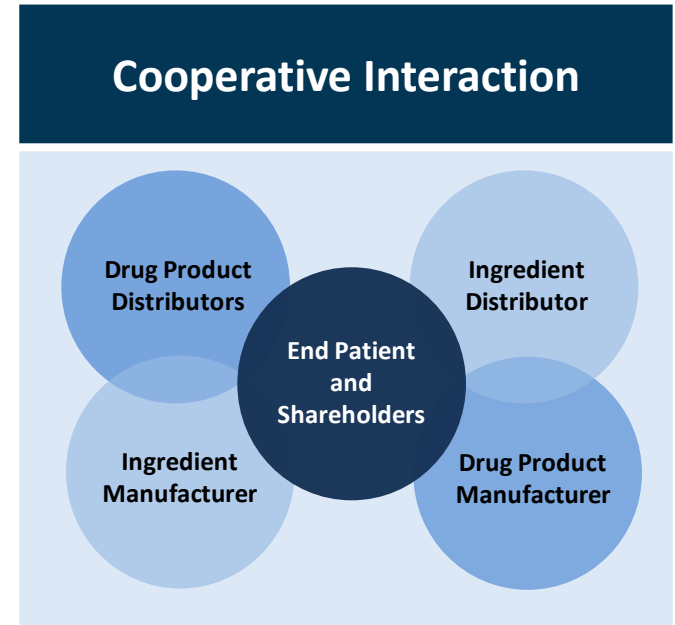 Cooperative Interaction
Drug Product
Distributors
Ingredient
Distributor
End Patient
and
Shareholders
Ingredient
Manufacturer
Drug Product
Manufacturer